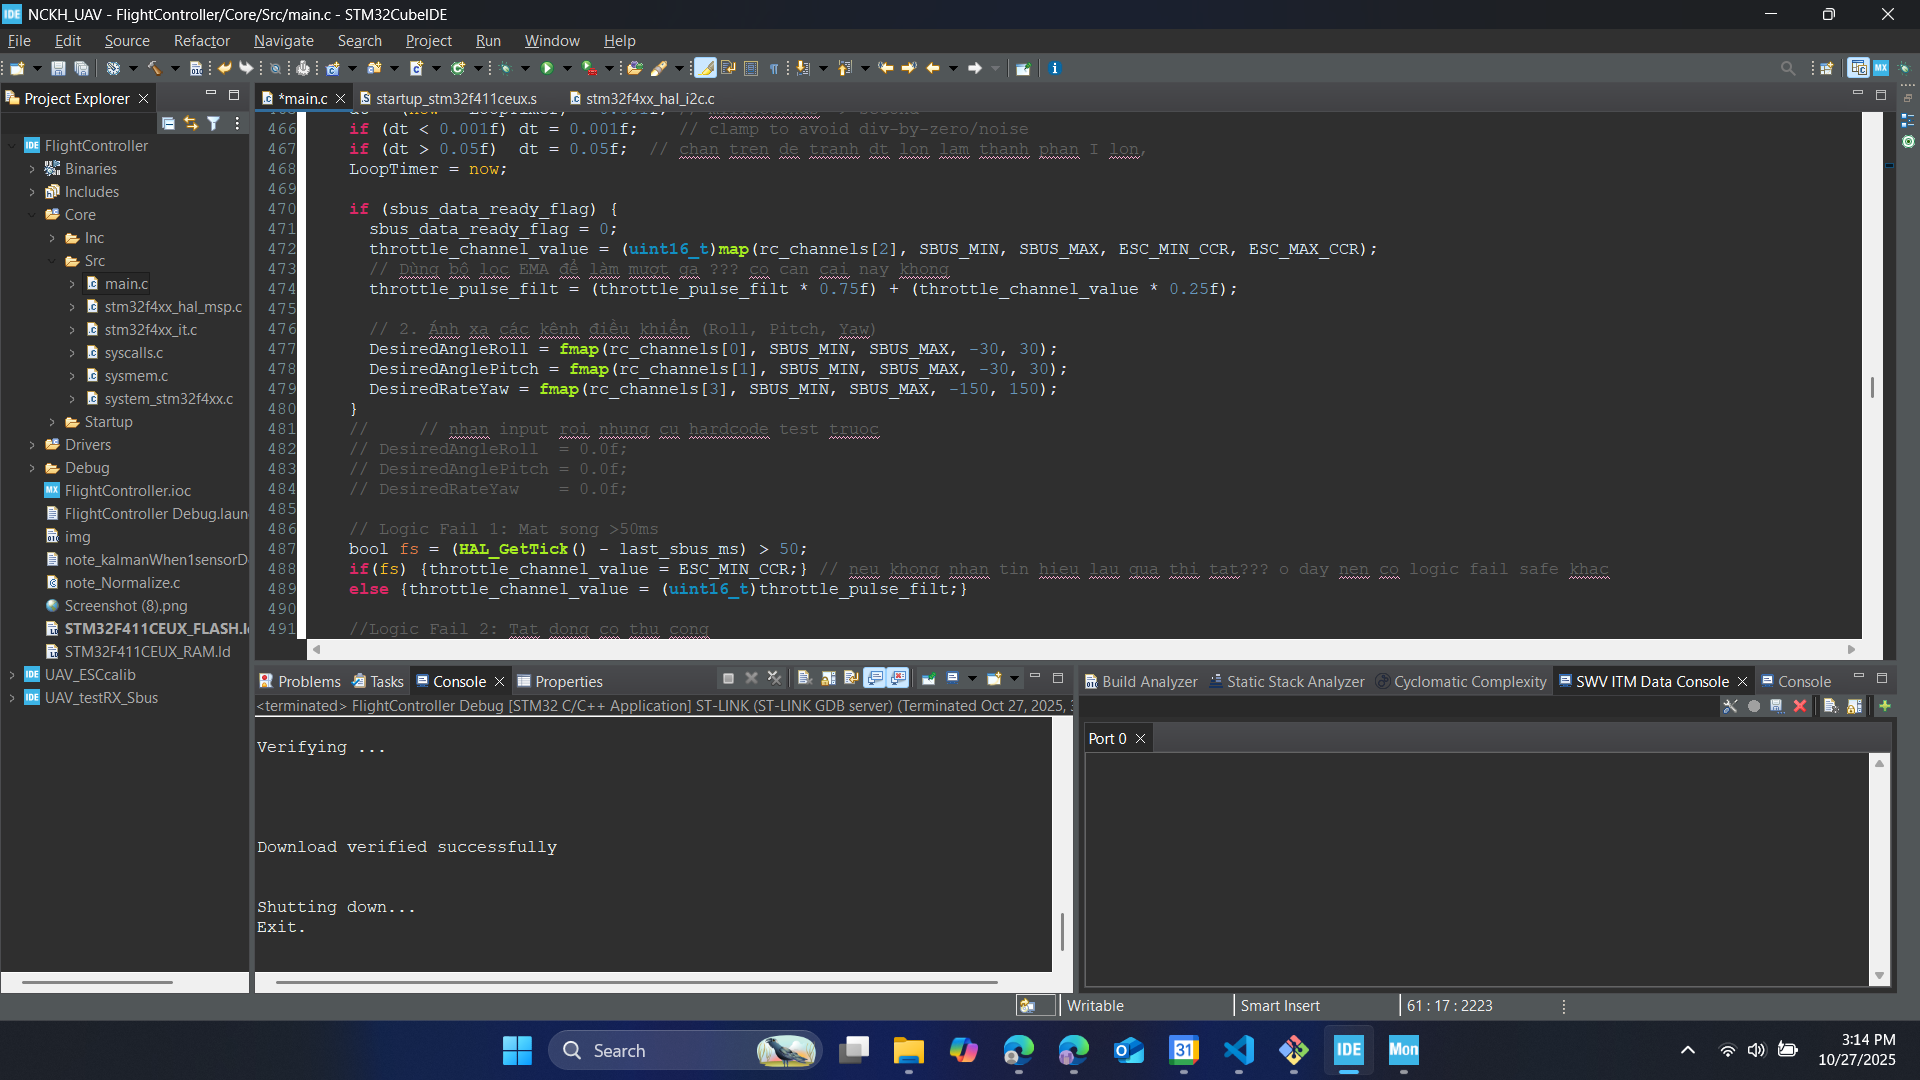 NCKH_UAV - FlightController/Core/Src/main.c - STM32CubeIDE
File Edit Source Refactor Navigate Search Project Run Window Help
Project Explorer
FlightController
Binaries
Includes
Core
Inc
Src
main.c
stm32f4xx_hal_msp.c
stm32f4xx_it.c
syscalls.c
sysmem.c
system_stm32f4xx.c
Startup
Drivers
Debug
FlightController.ioc
FlightController Debug.laun
img
note_kalmanWhen1sensorD
note_Normalize.c
Screenshot (8).png
STM32F411CEUX_FLASH.l
STM32F411CEUX_RAM.ld
UAV_ESCcalib
UAV_testRX_Sbus
*main.c startup_stm32f411ceux.s stm32f4xx_hal_i2c.c
466 if (dt < 0.001f) dt = 0.001f; // clamp to avoid div-by-zero/noise
467 if (dt > 0.05f) dt = 0.05f; // chan tren de tranh dt lon lam thanh phan I lon,
468 LoopTimer = now;
469
470 if (sbus_data_ready_flag) {
471 sbus_data_ready_flag = 0;
472 throttle_channel_value = (uint16_t)map(rc_channels[2], SBUS_MIN, SBUS_MAX, ESC_MIN_CCR, ESC_MAX_CCR);
473 // Dùng bộ lọc EMA để làm mượt ga ??? co can cai nay khong
474 throttle_pulse_filt = (throttle_pulse_filt * 0.75f) + (throttle_channel_value * 0.25f);
475
476 // 2. Ánh xạ các kênh điều khiển (Roll, Pitch, Yaw)
477 DesiredAngleRoll = fmap(rc_channels[0], SBUS_MIN, SBUS_MAX, -30, 30);
478 DesiredAnglePitch = fmap(rc_channels[1], SBUS_MIN, SBUS_MAX, -30, 30);
479 DesiredRateYaw = fmap(rc_channels[3], SBUS_MIN, SBUS_MAX, -150, 150);
480 }
481 // // nhan input roi nhung cu hardcode test truoc
482 // DesiredAngleRoll = 0.0f;
483 // DesiredAnglePitch = 0.0f;
484 // DesiredRateYaw = 0.0f;
485
486 // Logic Fail 1: Mat song >50ms
487 bool fs = (HAL_GetTick() - last_sbus_ms) > 50;
488 if(fs) {throttle_channel_value = ESC_MIN_CCR;} // neu khong nhan tin hieu lau qua thi tat??? o day nen co logic fail safe khac
489 else {throttle_channel_value = (uint16_t)throttle_pulse_filt;}
490
491 //Logic Fail 2: Tat dong co thu cong
Problems Tasks Console Properties
<terminated> FlightController Debug [STM32 C/C++ Application] ST-LINK (ST-LINK GDB server) (Terminated Oct 27, 2025,
Verifying ...
Download verified successfully
Shutting down...
Exit.
Build Analyzer Static Stack Analyzer Cyclomatic Complexity SWV ITM Data Console Console
Port 0
Writable Smart Insert 61 : 17 : 2223
Search
31
IDE
Mon
3:14 PM
10/27/2025